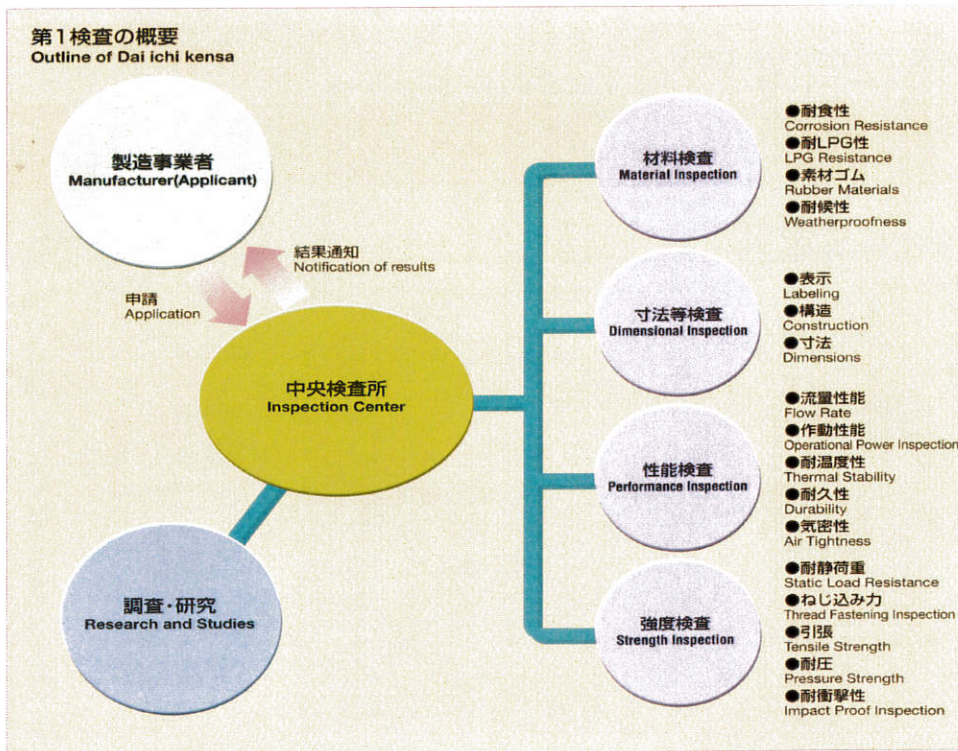 第1検査の概要
Outline of Dai ichi kensa
製造事業者
Manufacturer(Applicant)
結果通知
Notification of results
申請
Application
中央検査所
Inspection Center
調査・研究
Research and Studies
材料検査
Material Inspection
●耐食性
Corrosion Resistance
●耐LPG性
LPG Resistance
●素材ゴム
Rubber Materials
●耐候性
Weatherproofness
寸法等検査
Dimensional Inspection
●表示
Labeling
●構造
Construction
●寸法
Dimensions
性能検査
Performance Inspection
●流量性能
Flow Rate
●作動性能
Operational Power Inspection
●耐温度性
Thermal Stability
●耐久性
Durability
●気密性
Air Tightness
強度検査
Strength Inspection
●耐静荷重
Static Load Resistance
●ねじ込み力
Thread Fastening Inspection
●引張
Tensile Strength
●耐圧
Pressure Strength
●耐衝撃性
Impact Proof Inspection